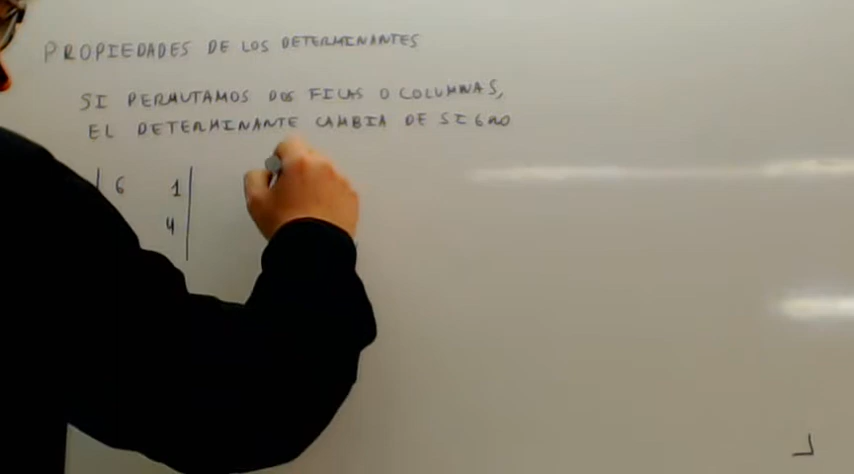 PROPIEDADES DE LOS DETERMINANTES
SI PERMUTAMOS DOS FILAS O COLUMNAS,
EL DETERMINANTE CAMBIA DE SIGNO
6 1
4